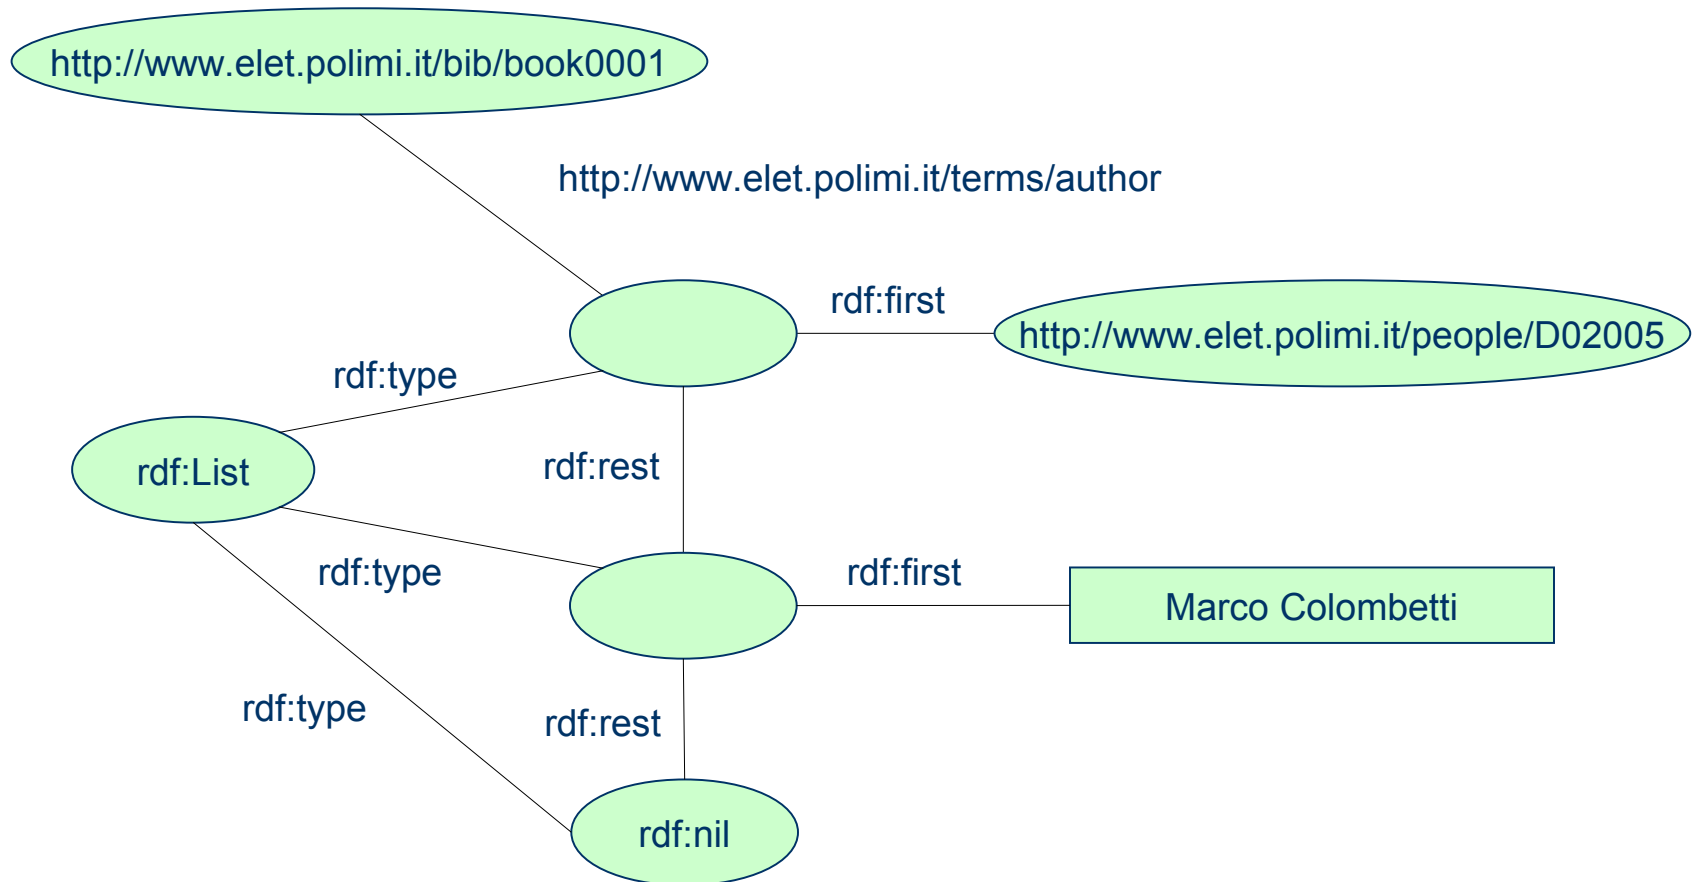 http://www.elet.polimi.it/bib/book0001
http://www.elet.polimi.it/terms/author
rdf:first
http://www.elet.polimi.it/people/D02005
rdf:type
rdf:List
rdf:rest
rdf:type
rdf:first
Marco Colombetti
rdf:type
rdf:rest
rdf:nil